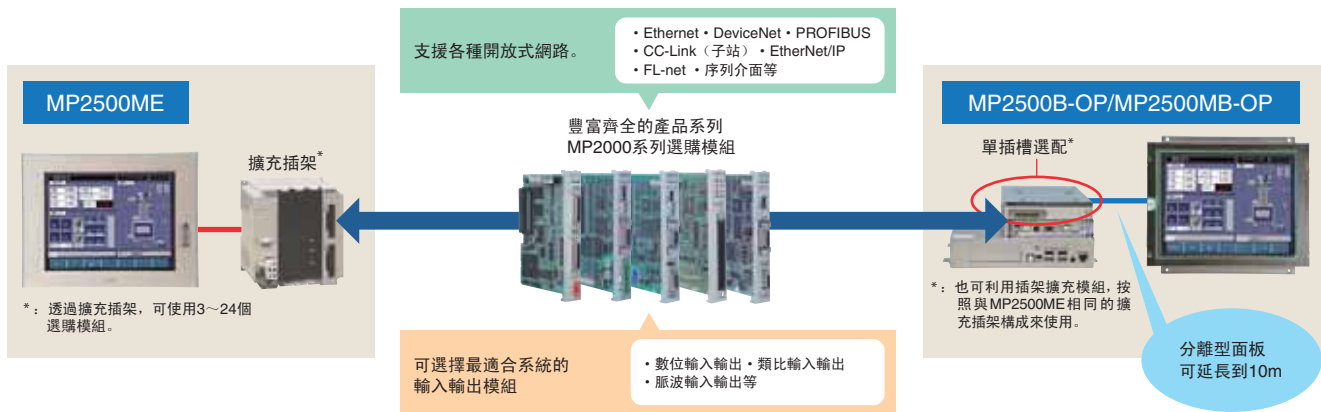 支援各種開放式網路。
・Ethernet・DeviceNet・PROFIBUS
・CC-Link（子站）・EtherNet/IP
・FL-net ・序列介面等
MP2500ME
擴充插架*
*：透過擴充插架，可使用3～24個
選購模組。
豐富齊全的產品系列
MP2000系列選購模組
可選擇最適合系統的
輸入輸出模組
・數位輸入輸出・類比輸入輸出
・脈波輸入輸出等
MP2500B-OP/MP2500MB-OP
單插槽選配*
*：也可利用插架擴充模組，按
照與MP2500ME相同的擴
充插架構成來使用。
分離型面板
可延長到10m